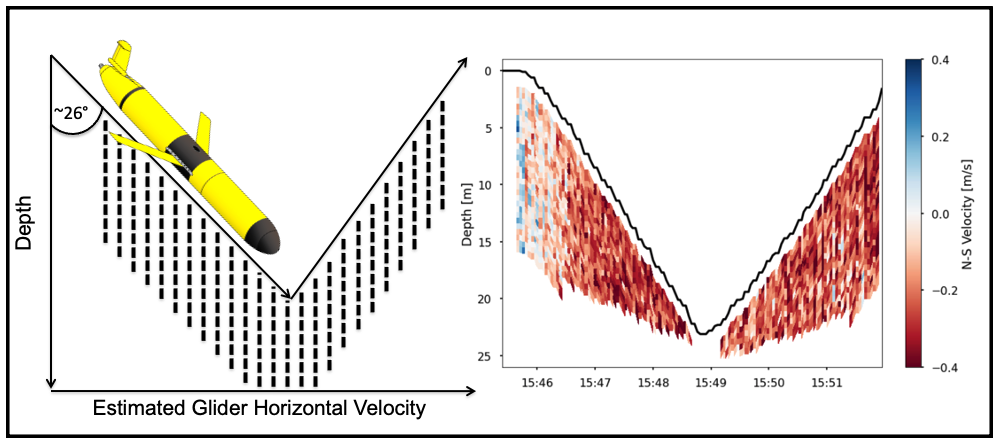 ~26°
Depth
Estimated Glider Horizontal Velocity
0
5
10
15
20
25
Depth [m]
15:46 15:47 15:48 15:49 15:50 15:51
0.4
0.2
0.0
−0.2
−0.4
N-S Velocity [m/s]